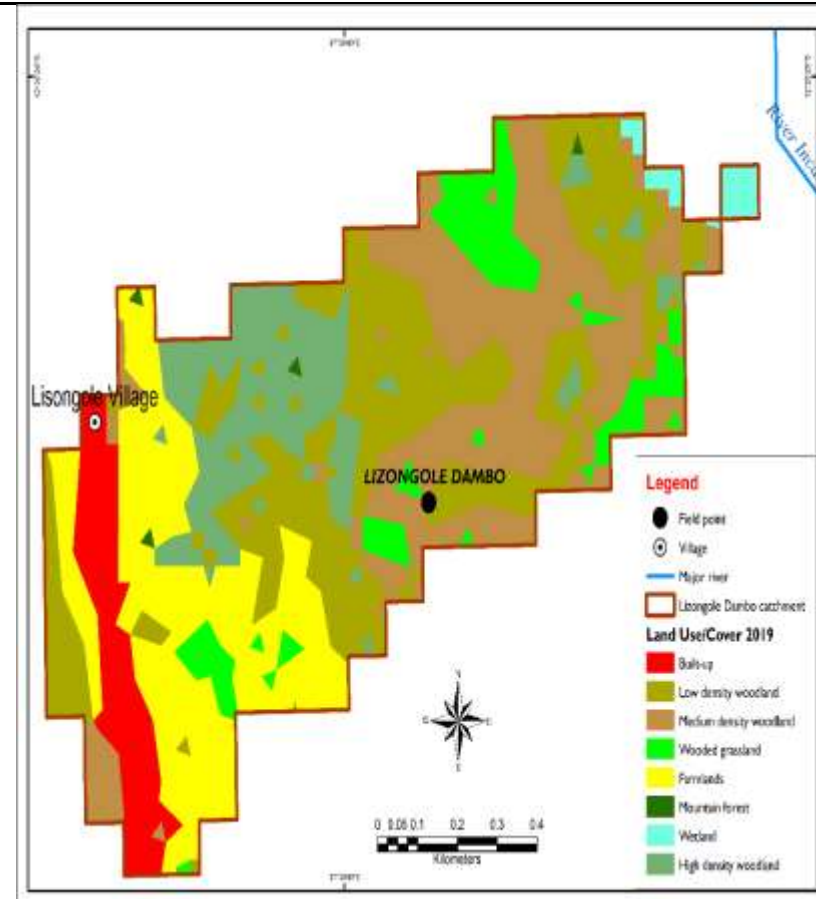 River Incu
Lisongole Village
LIZONGOLE DAMBO
Legend
Field point
Village
Major river
Lizongole Dambo catchment
Land Use/Cover 2019
Built-up
Low density woodland
Medium density woodland
Wooded grassland
Farmlands
Mountain forest
Wetland
High density woodland
0 0.05 0.1 0.2 0.3 0.4
Kilometers